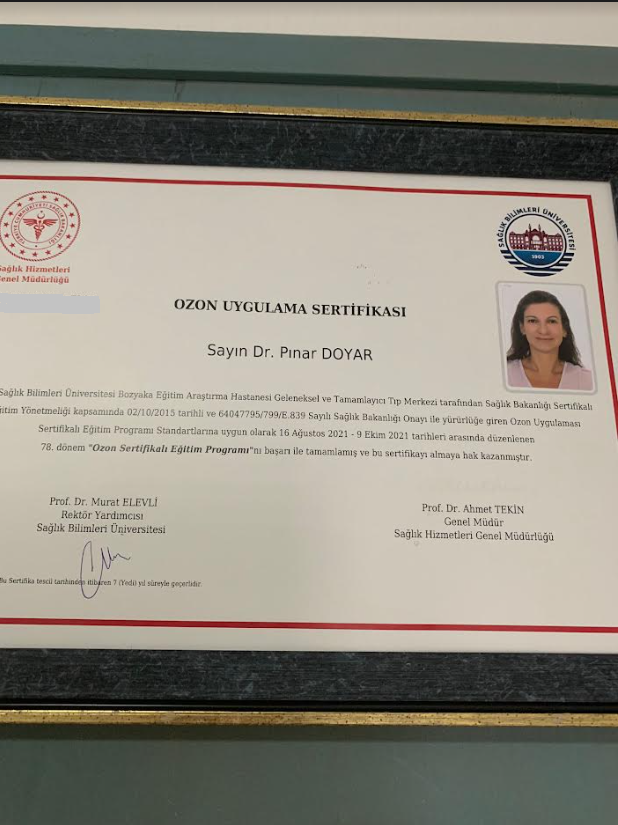 Sağlık Hizmetleri
Genel Müdürlüğü
SAĞLIK BİLİMLERİ ÜNİVERSİTESİ
1903
OZON UYGULAMA SERTİFİKASI
Sayın Dr. Pınar DOYAR
Sağlık Bilimleri Üniversitesi Bozyaka Eğitim Araştırma Hastanesi Geleneksel ve Tamamlayıcı Tıp Merkezi tarafından Sağlık Bakanlığı Sertifikalı
Eğitim Yönetmeliği kapsamında 02/10/2015 tarihli ve 64047795/799/E.839 Sayılı Sağlık Bakanlığı Onayı ile yürürlüğe giren Ozon Uygulaması
Sertifikalı Eğitim Programı Standartlarına uygun olarak 16 Ağustos 2021 - 9 Ekim 2021 tarihleri arasında düzenlenen
78. dönem "Ozon Sertifikalı Eğitim Programı"nı başarı ile tamamlamış ve bu sertifikayı almaya hak kazanmıştır.
Prof. Dr. Murat ELEVLİ
Rektör Yardımcısı
Sağlık Bilimleri Üniversitesi
Prof. Dr. Ahmet TEKİN
Genel Müdür
Sağlık Hizmetleri Genel Müdürlüğü
Bu Sertifika tescil tarihinden itibaren 7 (Yedi) yıl süreyle geçerlidir.